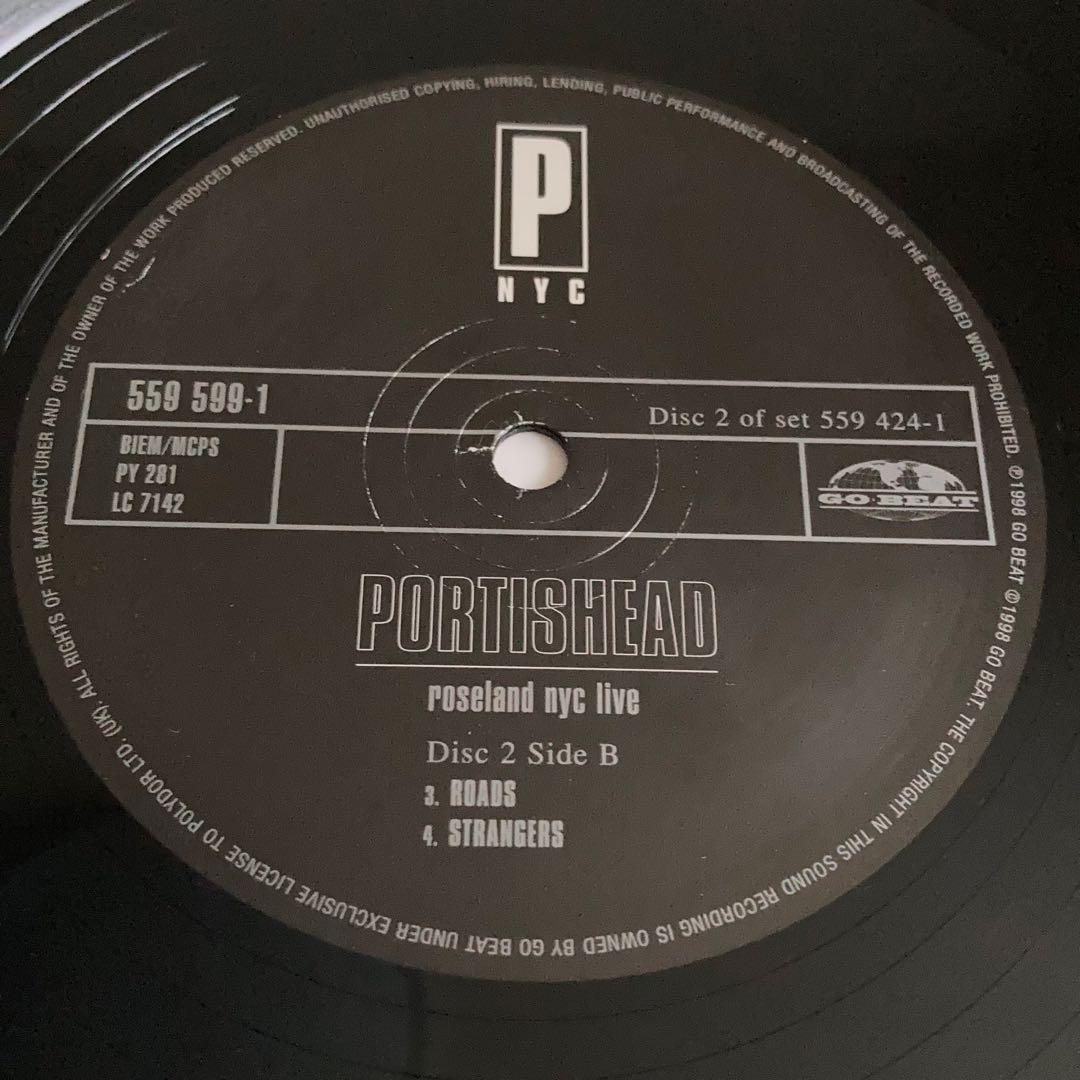 P
NYC
559 599-1
Disc 2 of set 559 424-1
BIEM/MCPS
PY 281
LC 7142
GO·BEAT
PORTISHEAD
roseland nyc live
Disc 2 Side B
3. ROADS
4. STRANGERS
℗1998 GO BEAT ©1998 GO BEAT. THE COPYRIGHT IN THIS SOUND RECORDING IS OWNED BY GO BEAT UNDER EXCLUSIVE LICENSE TO POLYDOR LTD. (UK). ALL RIGHTS OF THE MANUFACTURER AND OF THE OWNER OF THE WORK PRODUCED RESERVED. UNAUTHORISED COPYING, HIRING, LENDING, PUBLIC PERFORMANCE AND BROADCASTING OF THE RECORDED WORK PROHIBITED.